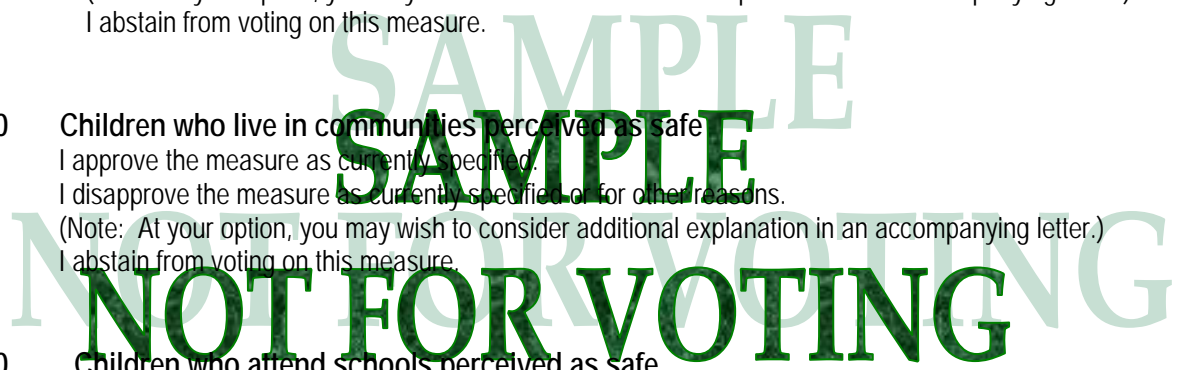 I abstain from voting on this measure.
SAMPLE
0 Children who live in communities perceived as safe
SAMPLE
I approve the measure as currently specified.
I disapprove the measure as currently specified or for other reasons.
(Note: At your option, you may wish to consider additional explanation in an accompanying letter.)
NOT FOR VOTING
I abstain from voting on this measure.
NOT FOR VOTING
0 Children who attend schools perceived as safe